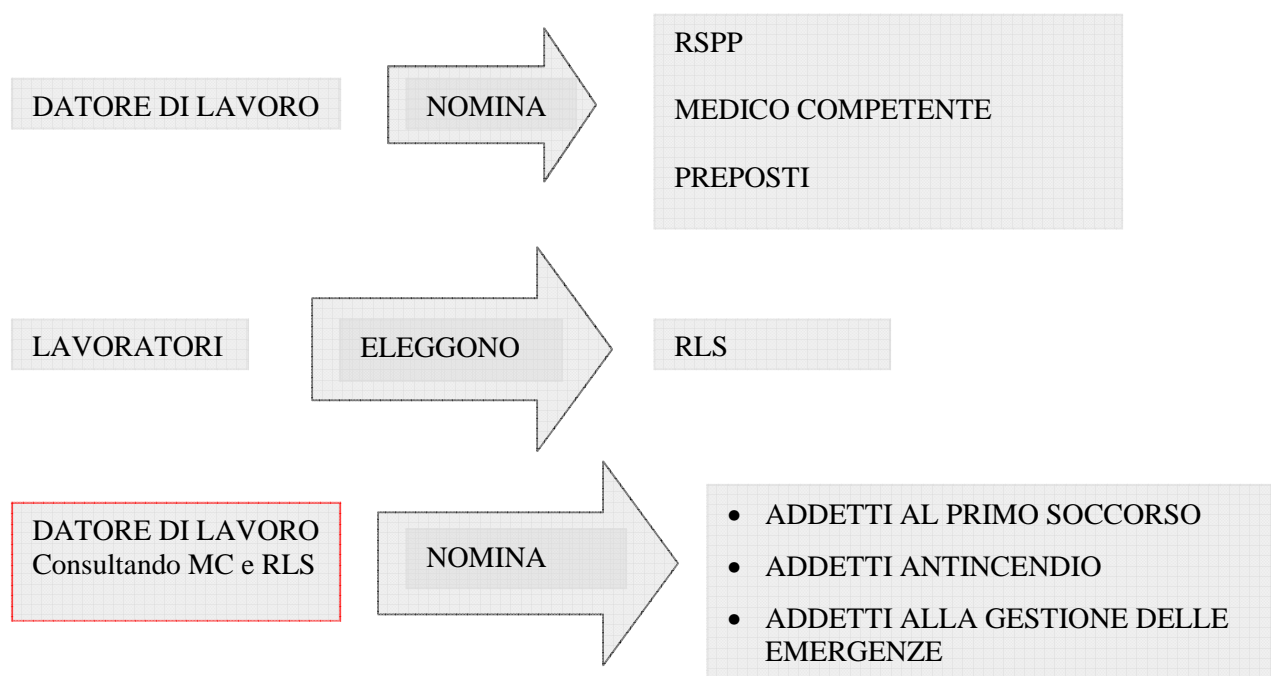 DATORE DI LAVORO
NOMINA
RSPP
MEDICO COMPETENTE
PREPOSTI
LAVORATORI
ELEGGONO
RLS
DATORE DI LAVORO
Consultando MC e RLS
NOMINA
• ADDETTI AL PRIMO SOCCORSO
• ADDETTI ANTINCENDIO
• ADDETTI ALLA GESTIONE DELLE
EMERGENZE